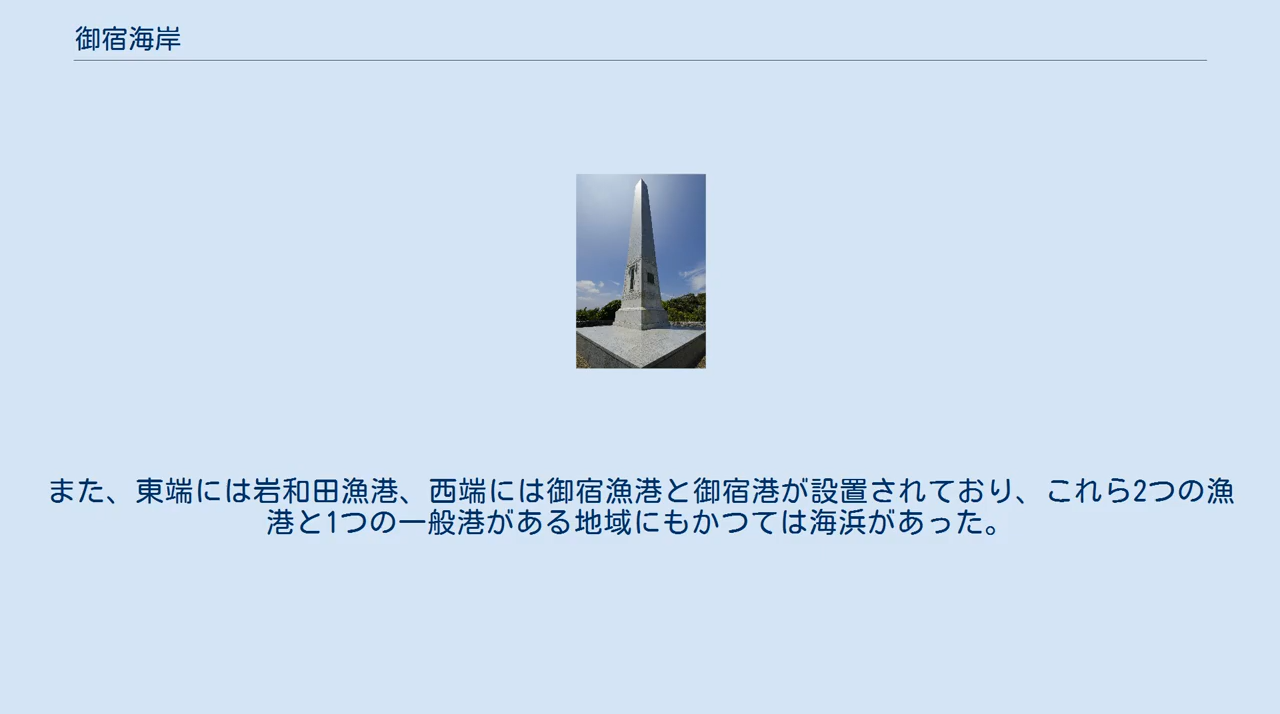 御宿海岸
また、東端には岩和田漁港、西端には御宿漁港と御宿港が設置されており、これら2つの漁
港と1つの一般港がある地域にもかつては海浜があった。